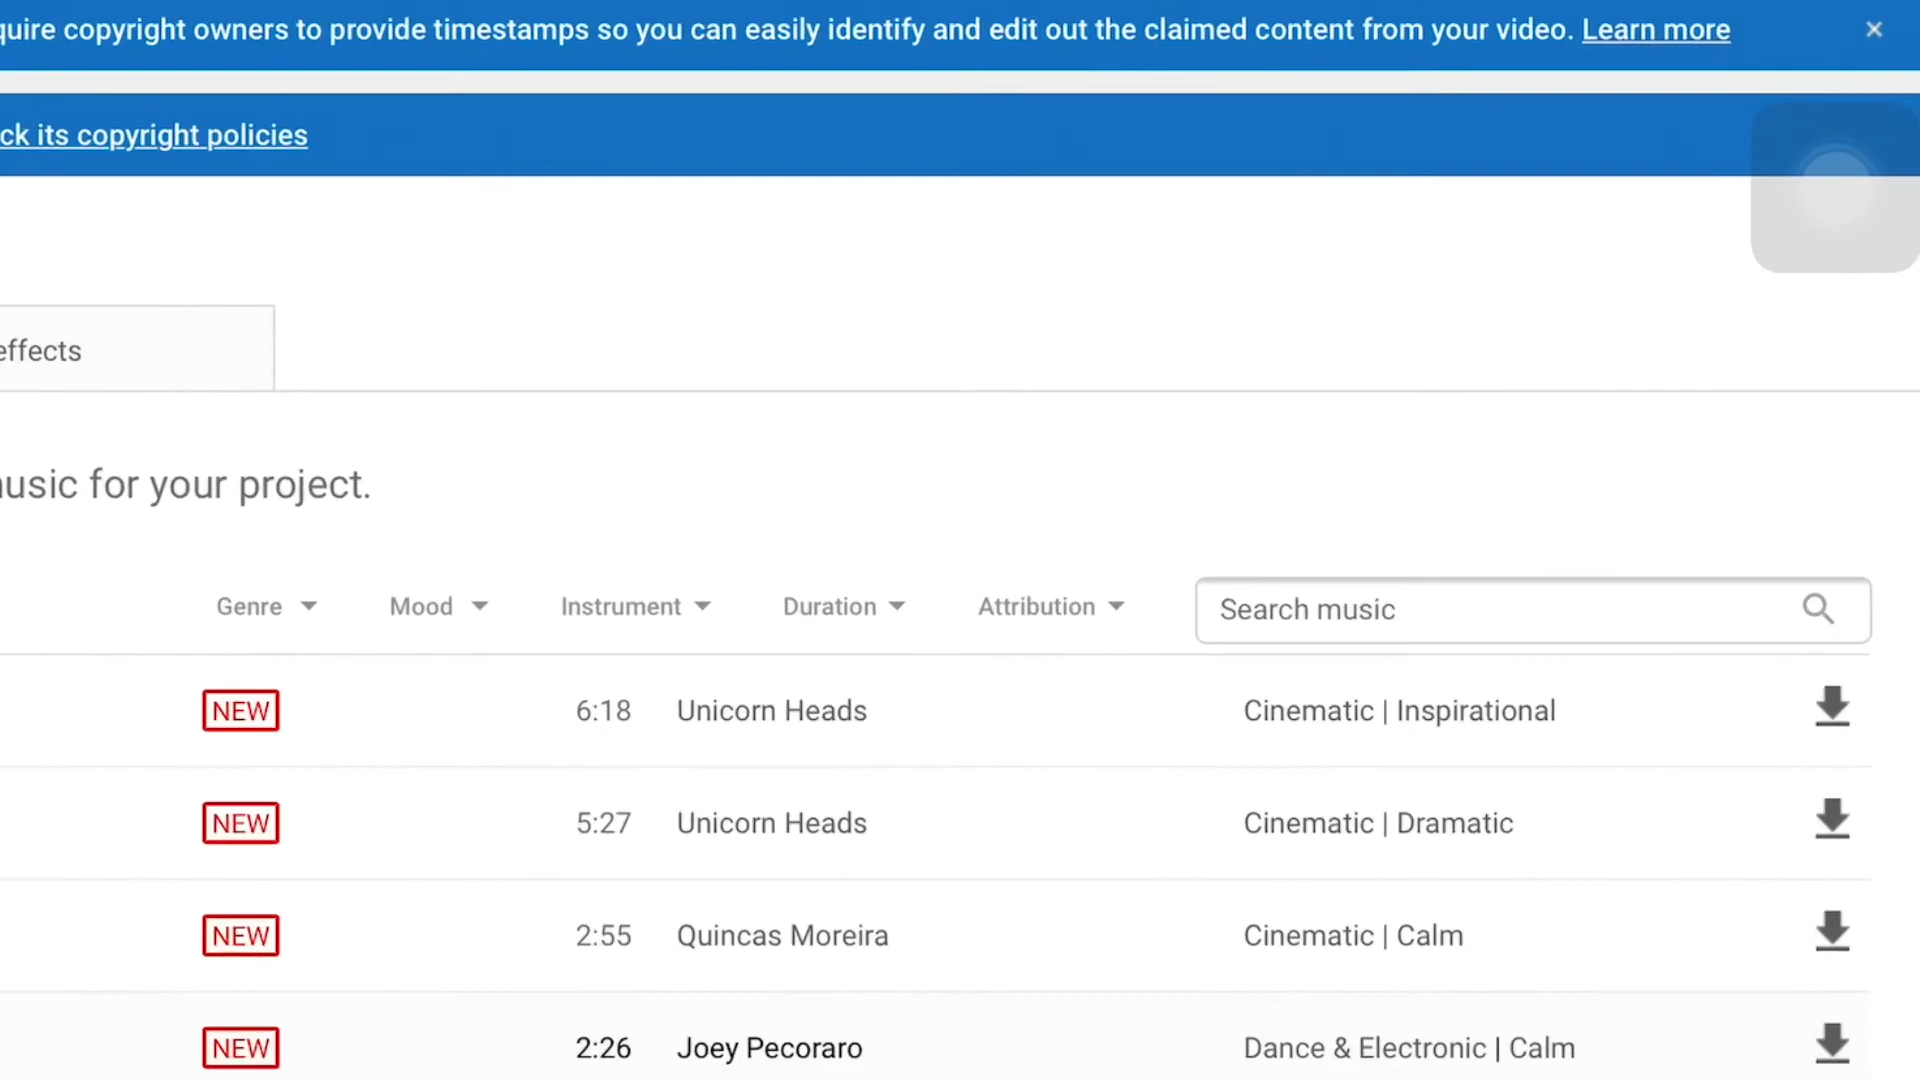 quire copyright owners to provide timestamps so you can easily identify and edit out the claimed content from your video. Learn more
ck its copyright policies
effects
usic for your project.
Genre Mood Instrument Duration Attribution Search music
NEW 6:18 Unicorn Heads Cinematic | Inspirational
NEW 5:27 Unicorn Heads Cinematic | Dramatic
NEW 2:55 Quincas Moreira Cinematic | Calm
NEW 2:26 Joey Pecoraro Dance & Electronic | Calm